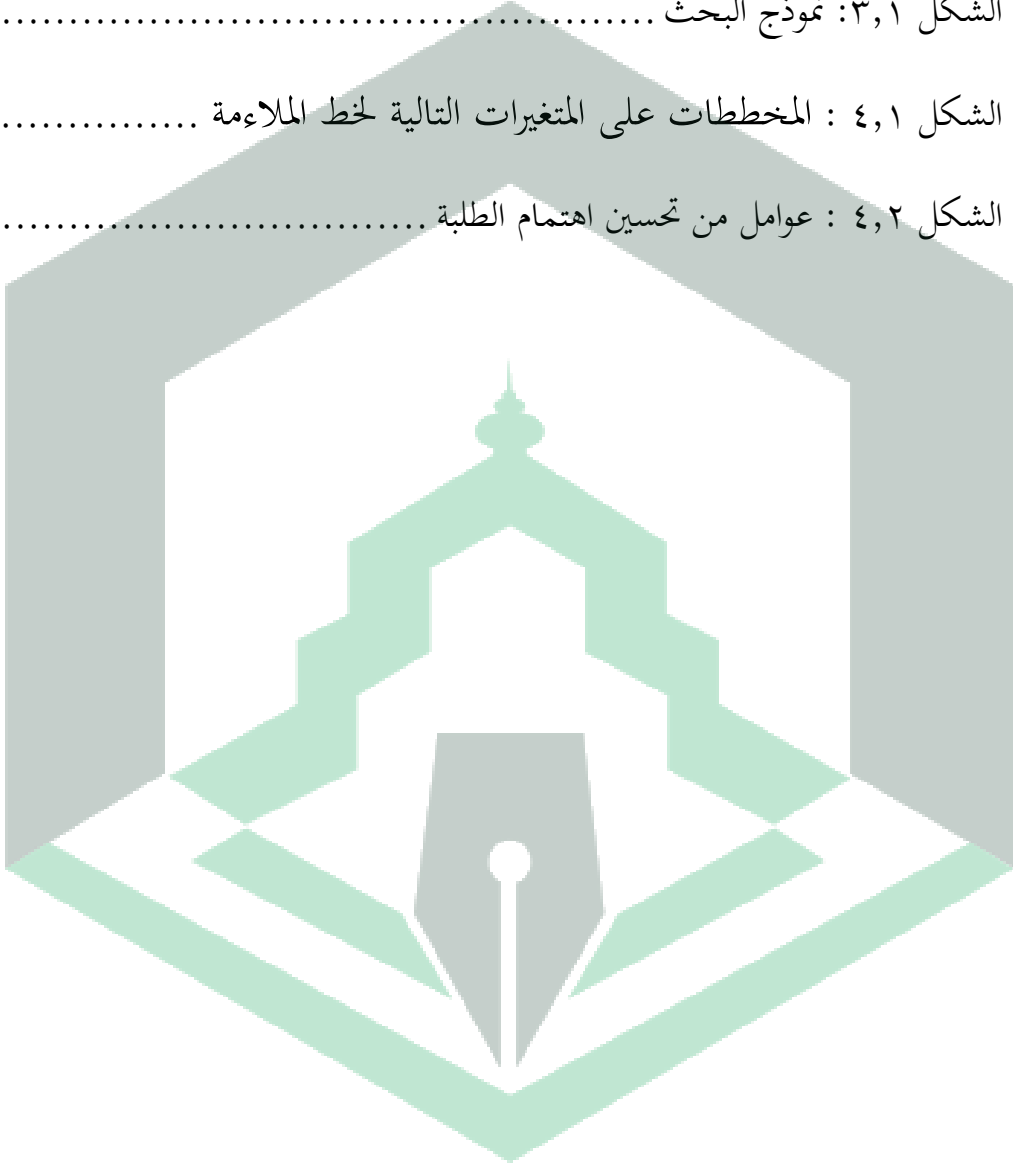 الشكل ٣,١: نموذج البحث ................................................
الشكل ٤,١ : المخططات على المتغيرات التالية لخط الملاءمة ...............
الشكل ٤,٢ : عوامل من تحسين اهتمام الطلبة ................................